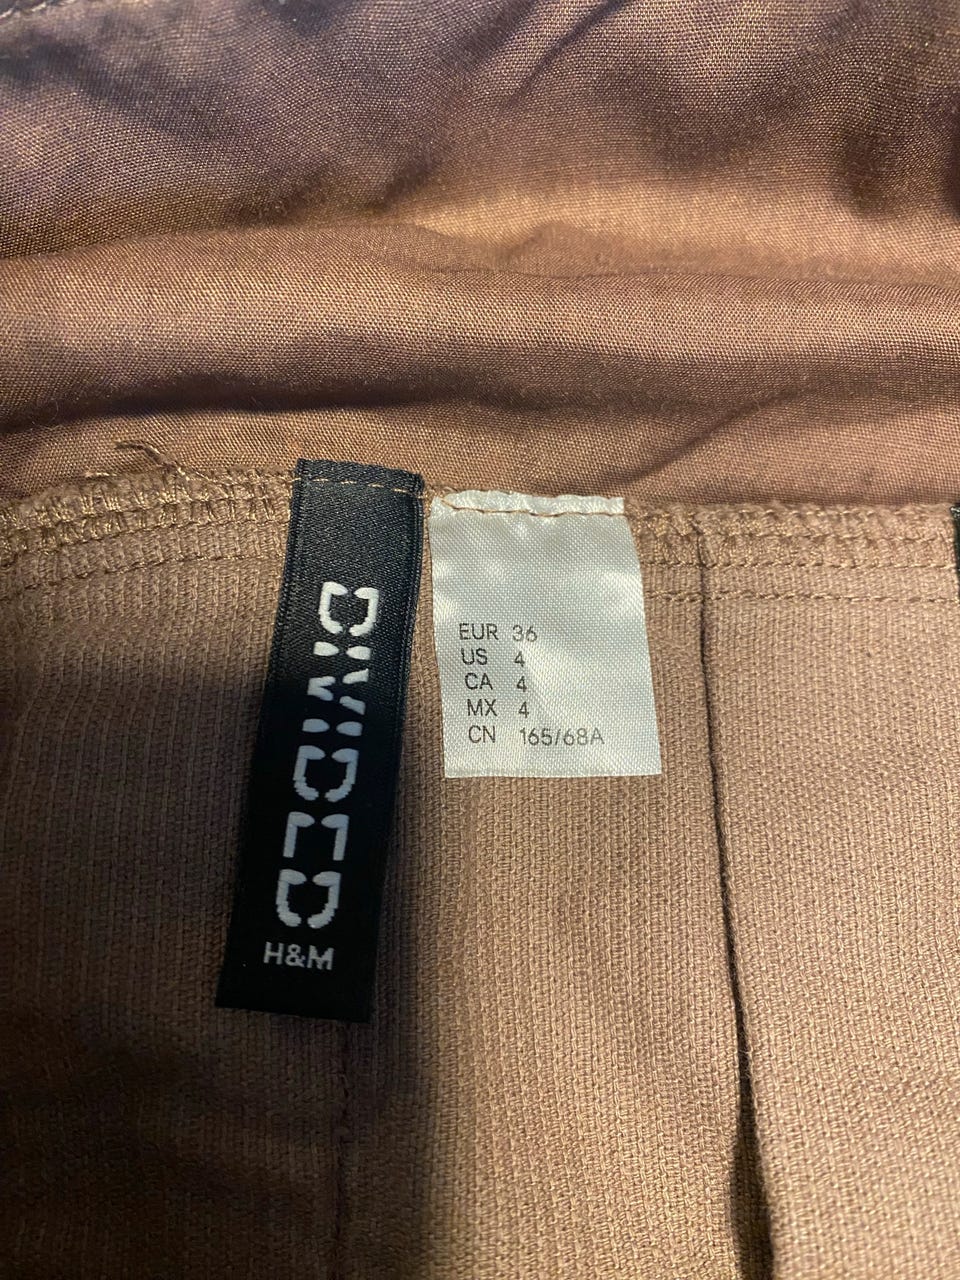 DIVIDED
H&M
EUR 36
US 4
CA 4
MX 4
CN 165/68A